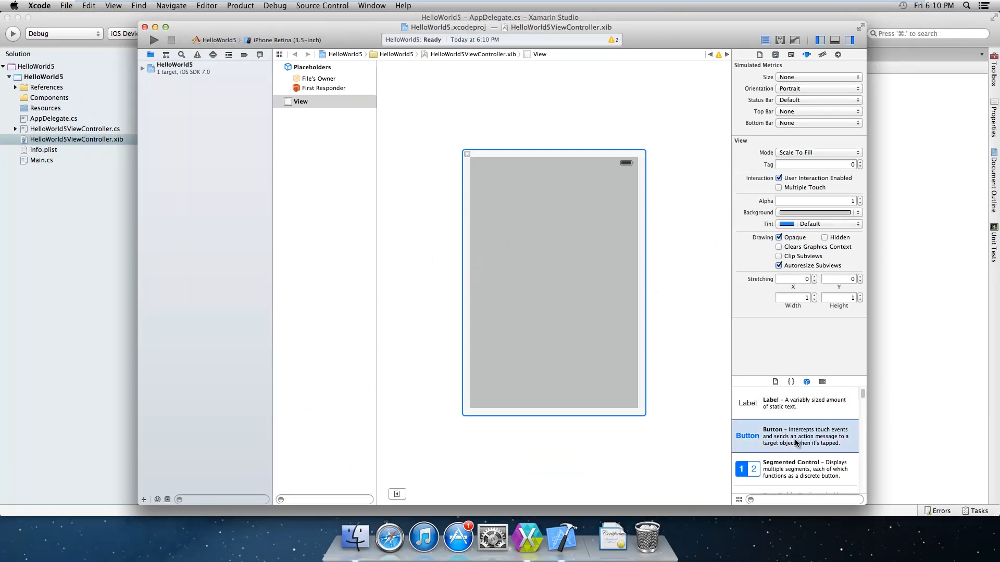 Xcode File Edit View Find Navigate Editor Product Debug Source Control Window Help Fri 6:10 PM
HelloWorld5 – AppDelegate.cs – Xamarin Studio
HelloWorld5.xcodeproj — HelloWorld5ViewController.xib
Debug
HelloWorld5 iPhone Retina (3.5-inch)
HelloWorld5: Ready Today at 6:10 PM 2
Press '⌘.' to search
Solution
HelloWorld5
HelloWorld5
References
Components
Resources
AppDelegate.cs
HelloWorld5ViewController.cs
HelloWorld5ViewController.xib
Info.plist
Main.cs
HelloWorld5
1 target, iOS SDK 7.0
HelloWorld5 HelloWorld5 HelloWorld5ViewController.xib View
Placeholders
File's Owner
First Responder
View
Simulated Metrics
Size None
Orientation Portrait
Status Bar Default
Top Bar None
Bottom Bar None
View
Mode Scale To Fill
Tag 0
Interaction User Interaction Enabled
Multiple Touch
Alpha 1
Background
Tint Default
Drawing Opaque Hidden
Clears Graphics Context
Clip Subviews
Autoresize Subviews
Stretching 0 0
X Y
1 1
Width Height
{ }
Label Label – A variably sized amount
of static text.
Button Button – Intercepts touch events
and sends an action message to a
target object when it's tapped.
1 2 Segmented Control – Displays
multiple segments, each of which
functions as a discrete button.
Toolbox
Properties
Document Outline
Unit Tests
Errors Tasks
1
Certificate